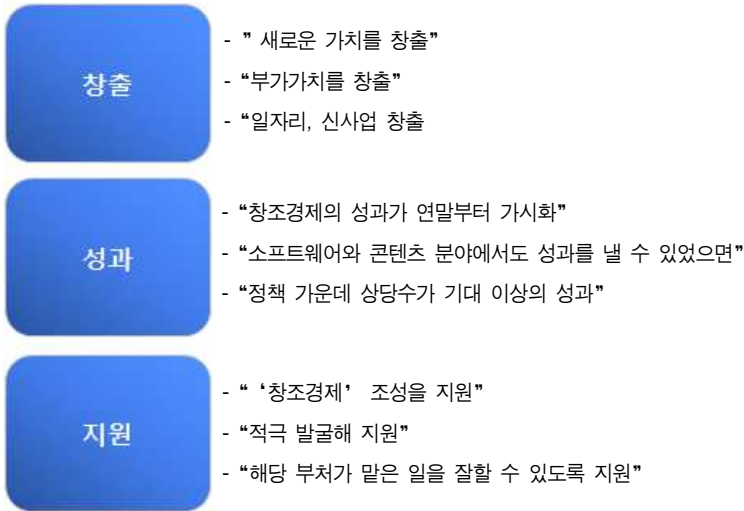 창출
- ” 새로운 가치를 창출”
- “부가가치를 창출”
- “일자리, 신사업 창출
성과
- “창조경제의 성과가 연말부터 가시화”
- “소프트웨어와 콘텐츠 분야에서도 성과를 낼 수 있었으면”
- “정책 가운데 상당수가 기대 이상의 성과”
지원
- “ ‘창조경제’ 조성을 지원”
- “적극 발굴해 지원”
- “해당 부처가 맡은 일을 잘할 수 있도록 지원”